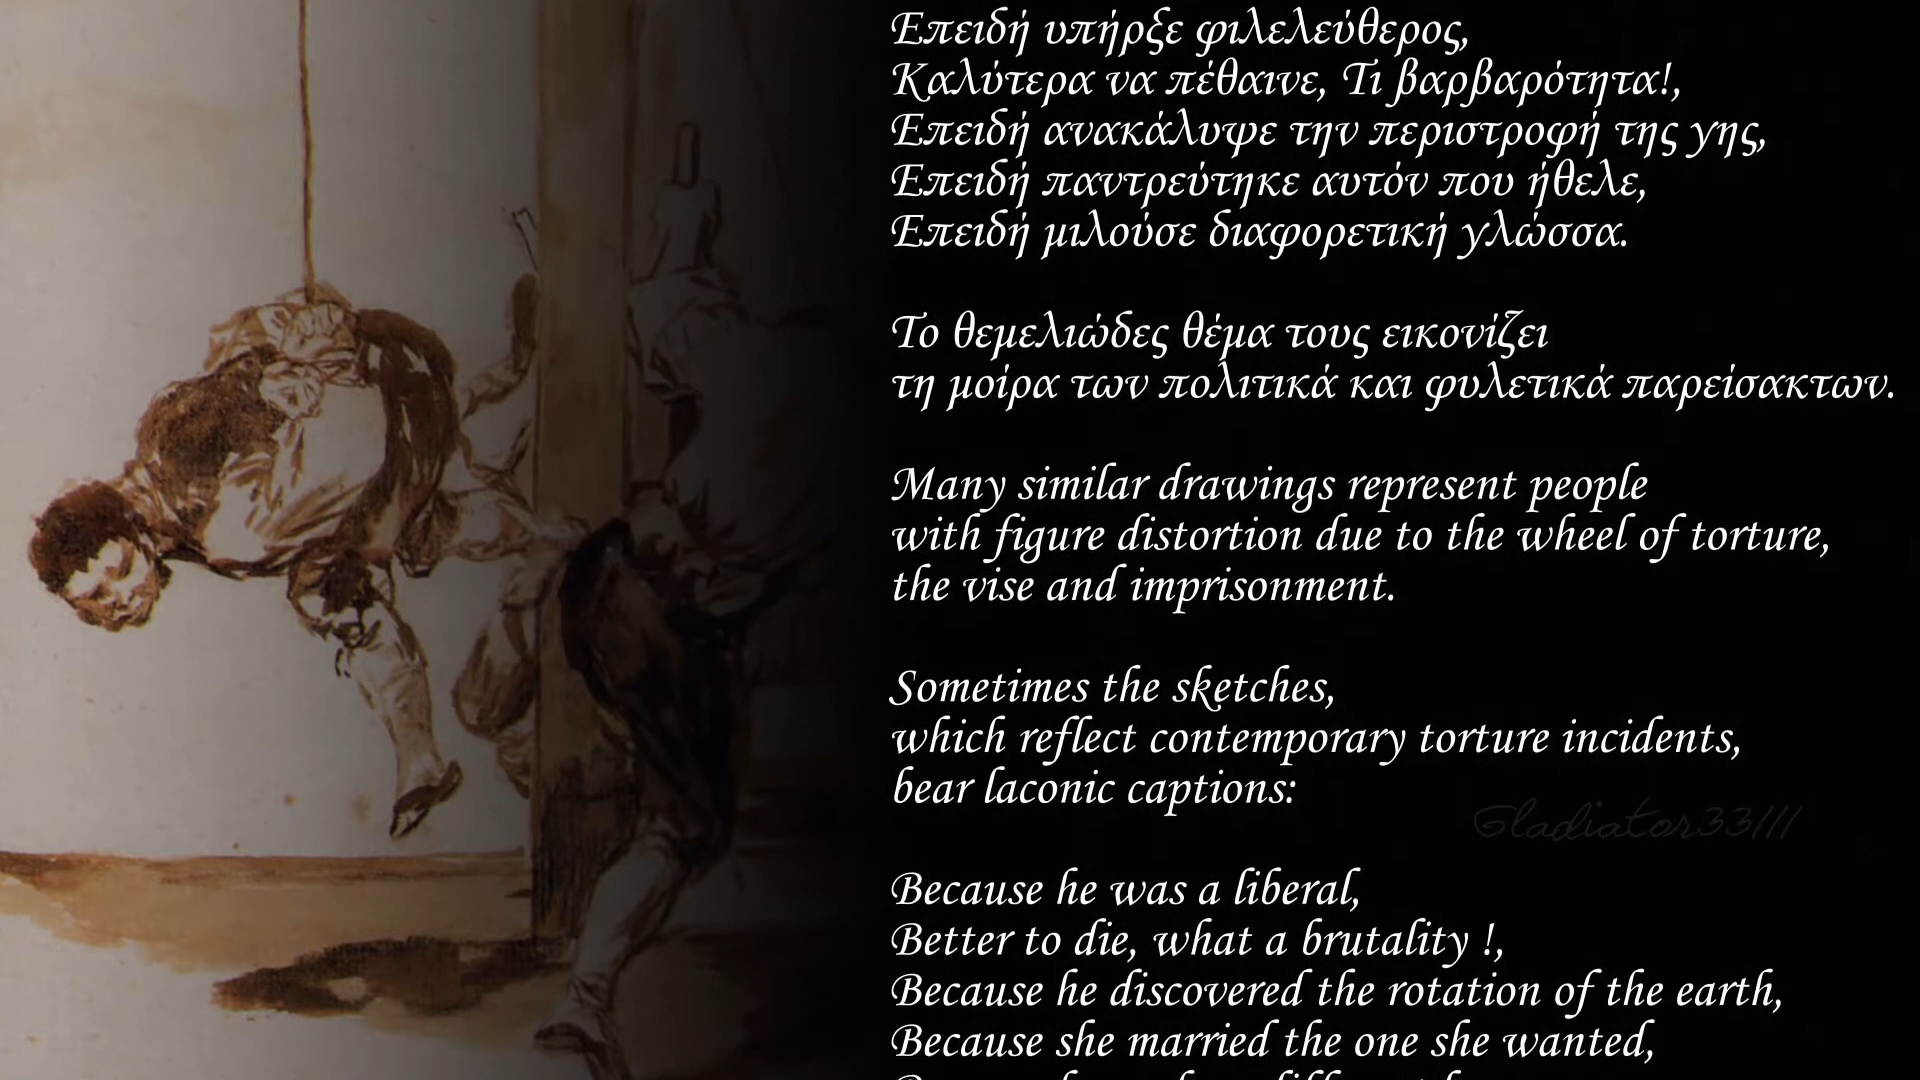 Επειδή υπήρξε φιλελεύθερος,
Καλύτερα να πέθαινε, Τι βαρβαρότητα!,
Επειδή ανακάλυψε την περιστροφή της γης,
Επειδή παντρεύτηκε αυτόν που ήθελε,
Επειδή μιλούσε διαφορετική γλώσσα.
Το θεμελιώδες θέμα τους εικονίζει
τη μοίρα των πολιτικά και φυλετικά παρείσακτων.
Many similar drawings represent people
with figure distortion due to the wheel of torture,
the vise and imprisonment.
Sometimes the sketches,
which reflect contemporary torture incidents,
bear laconic captions:
Gladiator33111
Because he was a liberal,
Better to die, what a brutality !,
Because he discovered the rotation of the earth,
Because she married the one she wanted,